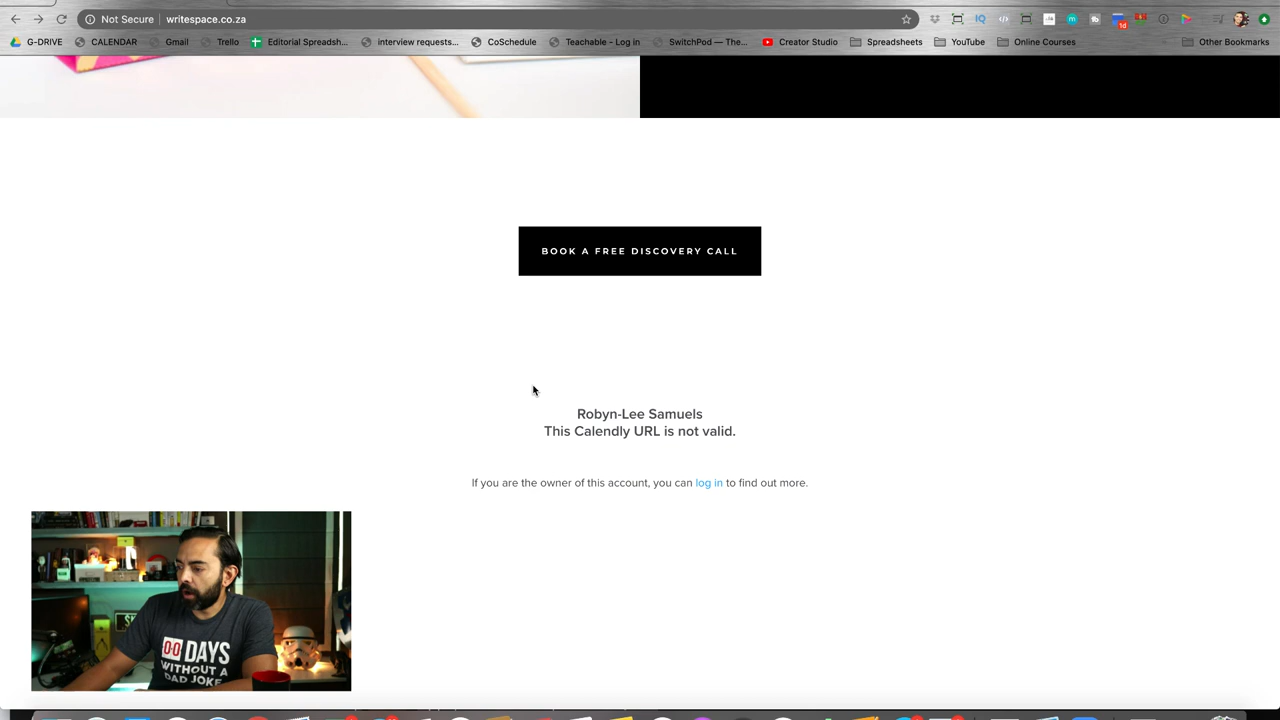 Not Secure writespace.co.za
1d
G-DRIVE CALENDAR Gmail Trello Editorial Spreadsh... interview requests... CoSchedule Teachable - Log in SwitchPod — The... Creator Studio Spreadsheets YouTube Online Courses Other Bookmarks
BOOK A FREE DISCOVERY CALL
Robyn-Lee Samuels
This Calendly URL is not valid.
If you are the owner of this account, you can log in to find out more.
00 DAYS
WITHOUT A
DAD JOKE